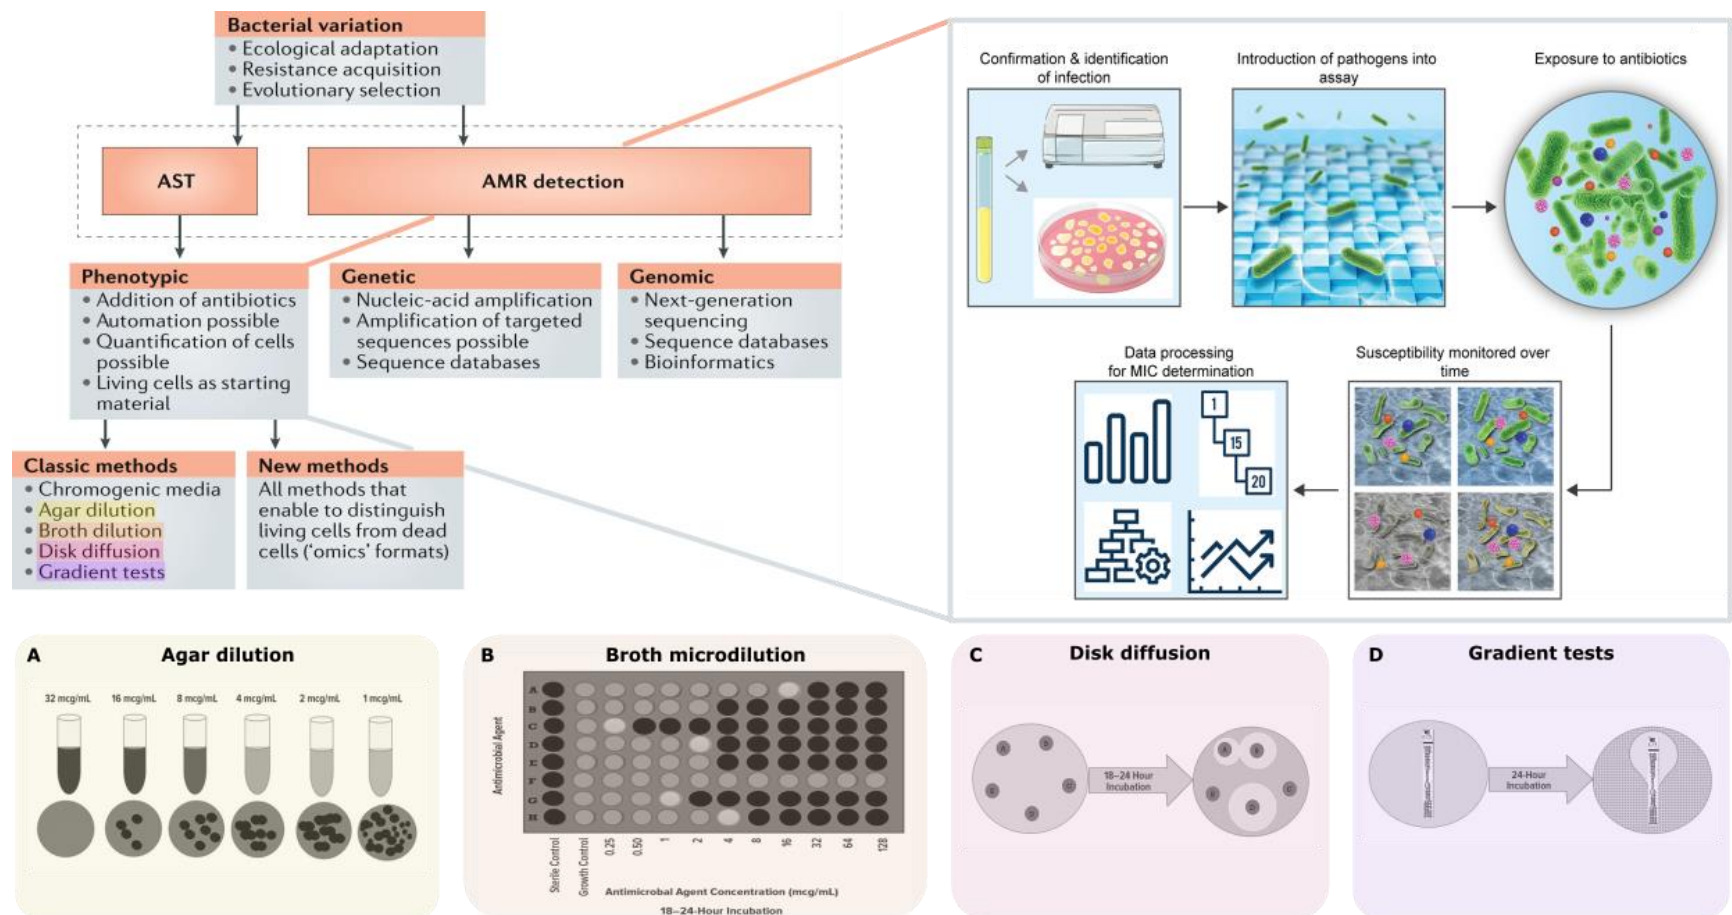 Bacterial variation
• Ecological adaptation
• Resistance acquisition
• Evolutionary selection
AST
AMR detection
Phenotypic
• Addition of antibiotics
• Automation possible
• Quantification of cells
possible
• Living cells as starting
material
Genetic
• Nucleic-acid amplification
• Amplification of targeted
sequences possible
• Sequence databases
Genomic
• Next-generation
sequencing
• Sequence databases
• Bioinformatics
Classic methods
• Chromogenic media
• Agar dilution
• Broth dilution
• Disk diffusion
• Gradient tests
New methods
All methods that
enable to distinguish
living cells from dead
cells (‘omics’ formats)
Confirmation & identification
of infection
Introduction of pathogens into
assay
Exposure to antibiotics
Data processing
for MIC determination
1
15
20
Susceptibility monitored over
time
A Agar dilution
32 mcg/mL 16 mcg/mL 8 mcg/mL 4 mcg/mL 2 mcg/mL 1 mcg/mL
B Broth microdilution
Antimicrobial Agent
A
B
C
D
E
F
G
H
Sterile Control Growth Control 0.25 0.50 1 2 4 8 16 32 64 128
Antimicrobal Agent Concentration (mcg/mL)
18–24-Hour Incubation
C Disk diffusion
18–24 Hour
Incubation
D Gradient tests
24-Hour
Incubation